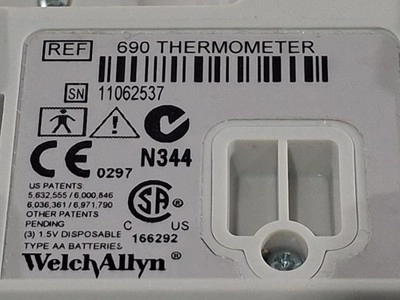 REF 690 THERMOMETER
SN 11062537
CE 0297 N344
US PATENTS
5,632,555 / 6,000,846
6,036,361 / 6,971,790
OTHER PATENTS
PENDING
(3) 1.5V DISPOSABLE
TYPE AA BATTERIES
C SA ® US
166292
WelchAllyn®